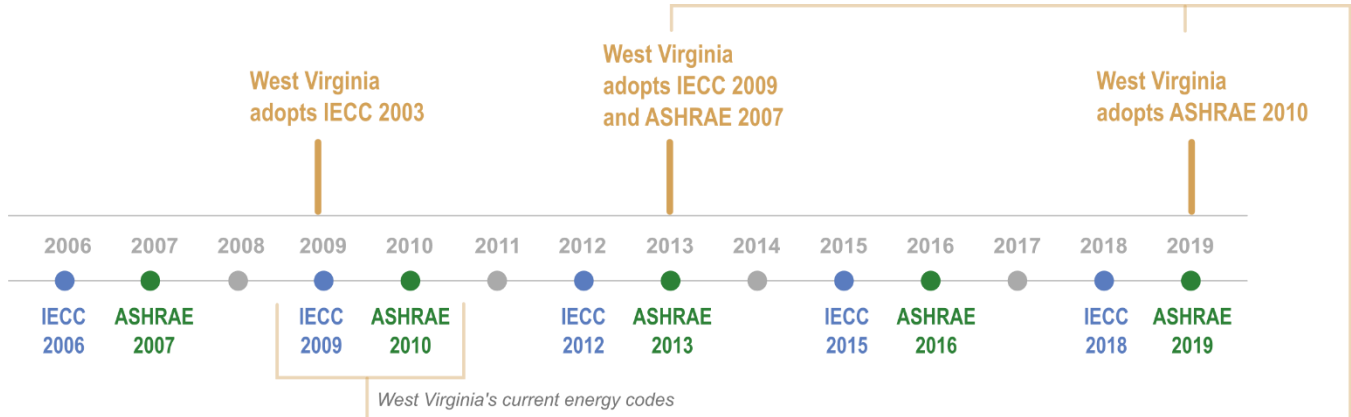 West Virginia
adopts IECC 2003
West Virginia
adopts IECC 2009
and ASHRAE 2007
West Virginia
adopts ASHRAE 2010
2006 2007 2008 2009 2010 2011 2012 2013 2014 2015 2016 2017 2018 2019
IECC ASHRAE IECC ASHRAE IECC ASHRAE IECC ASHRAE IECC ASHRAE
2006 2007 2009 2010 2012 2013 2015 2016 2018 2019
West Virginia's current energy codes